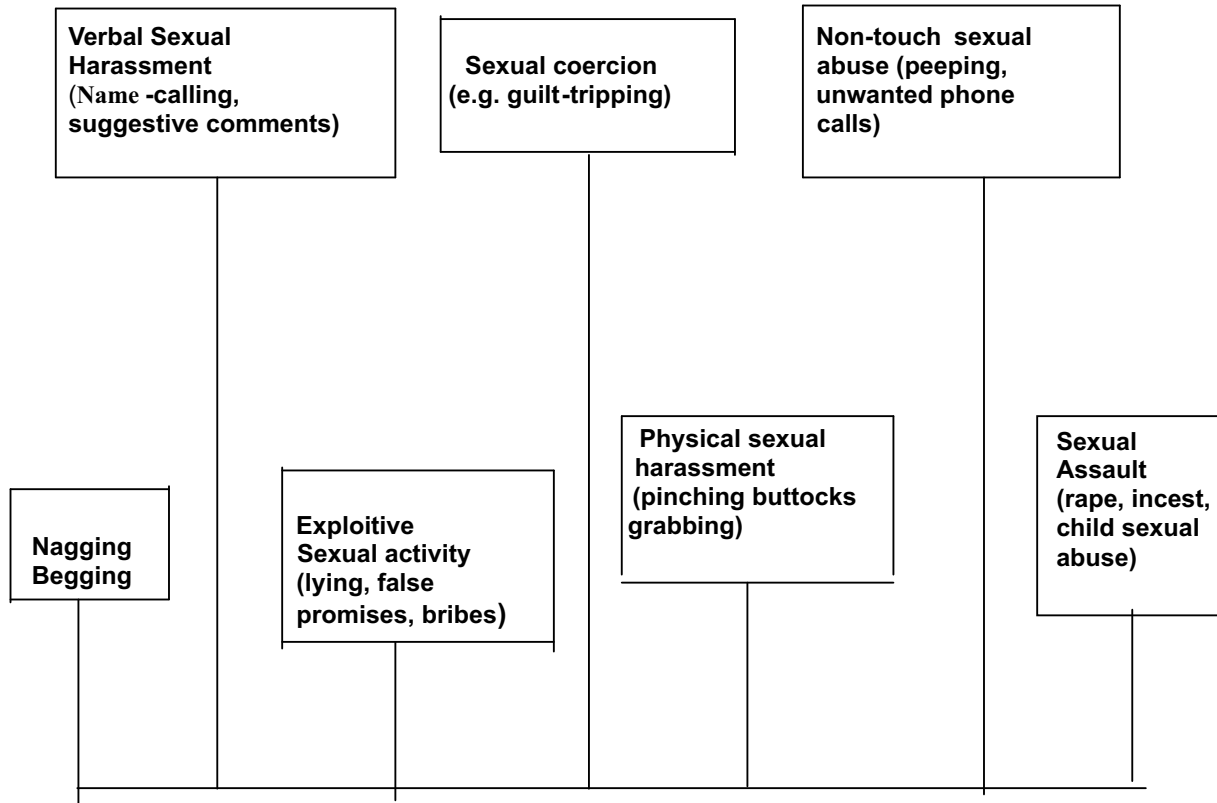 Verbal Sexual
Harassment
(Name -calling,
suggestive comments)
Sexual coercion
(e.g. guilt-tripping)
Non-touch sexual
abuse (peeping,
unwanted phone
calls)
Nagging
Begging
Exploitive
Sexual activity
(lying, false
promises, bribes)
Physical sexual
harassment
(pinching buttocks
grabbing)
Sexual
Assault
(rape, incest,
child sexual
abuse)